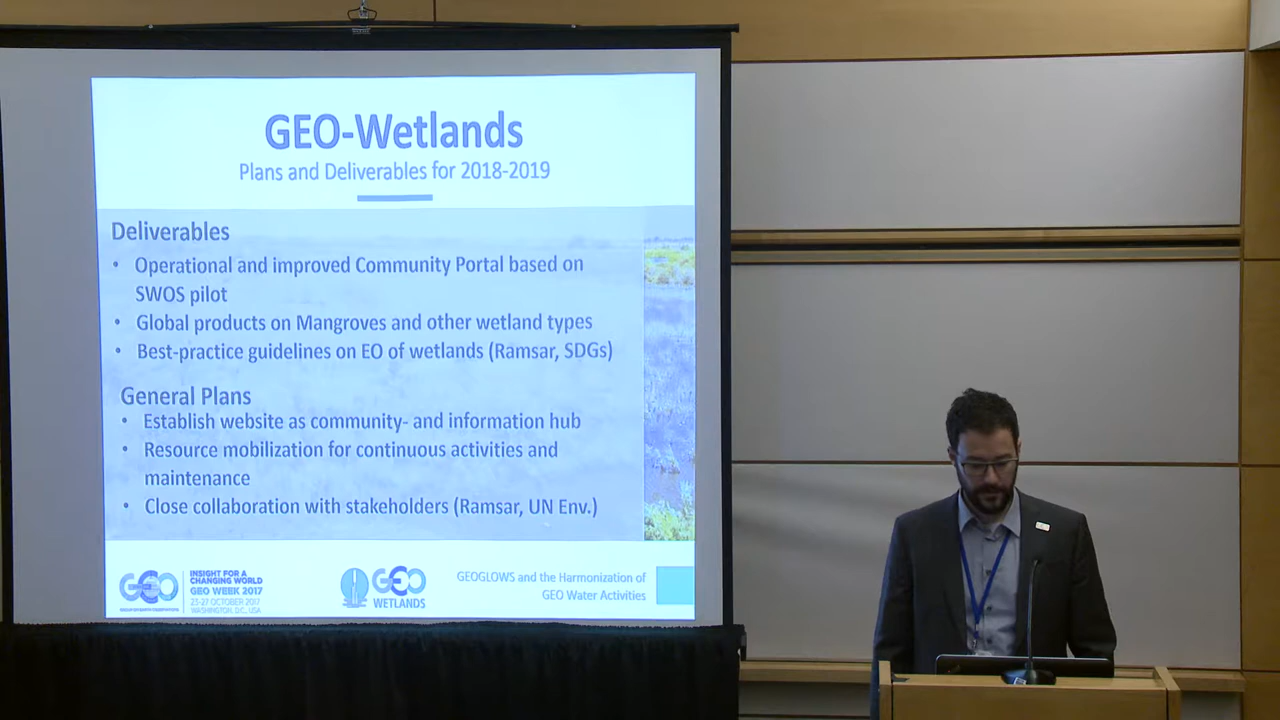 GEO-Wetlands
Plans and Deliverables for 2018-2019
Deliverables
• Operational and improved Community Portal based on
SWOS pilot
• Global products on Mangroves and other wetland types
• Best-practice guidelines on EO of wetlands (Ramsar, SDGs)
General Plans
• Establish website as community- and information hub
• Resource mobilization for continuous activities and
maintenance
• Close collaboration with stakeholders (Ramsar, UN Env.)
GEO
GROUP ON EARTH OBSERVATIONS
INSIGHT FOR A
CHANGING WORLD
GEO WEEK 2017
23-27 OCTOBER 2017
WASHINGTON, D.C., USA
GEO
WETLANDS
GEOGLOWS and the Harmonization of
GEO Water Activities